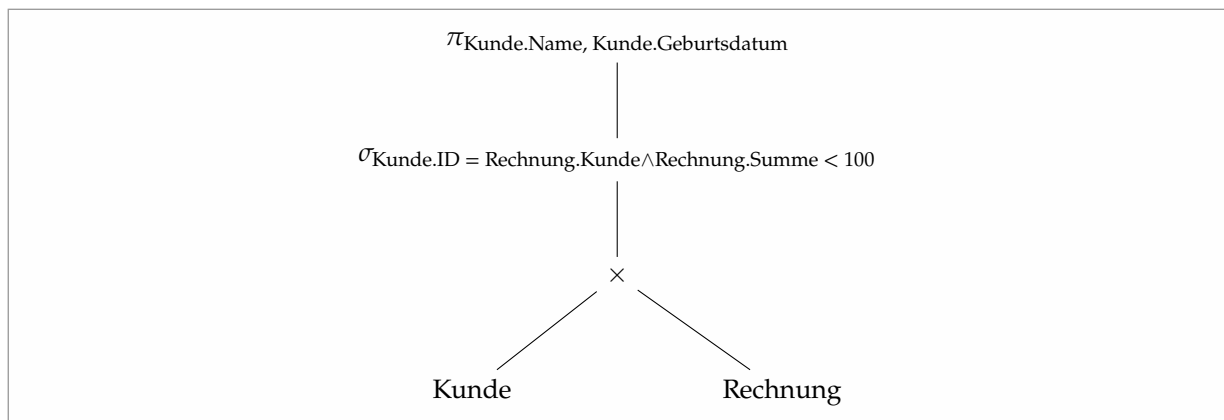 πKunde.Name, Kunde.Geburtsdatum
σKunde.ID = Rechnung.Kunde∧Rechnung.Summe < 100
×
Kunde Rechnung